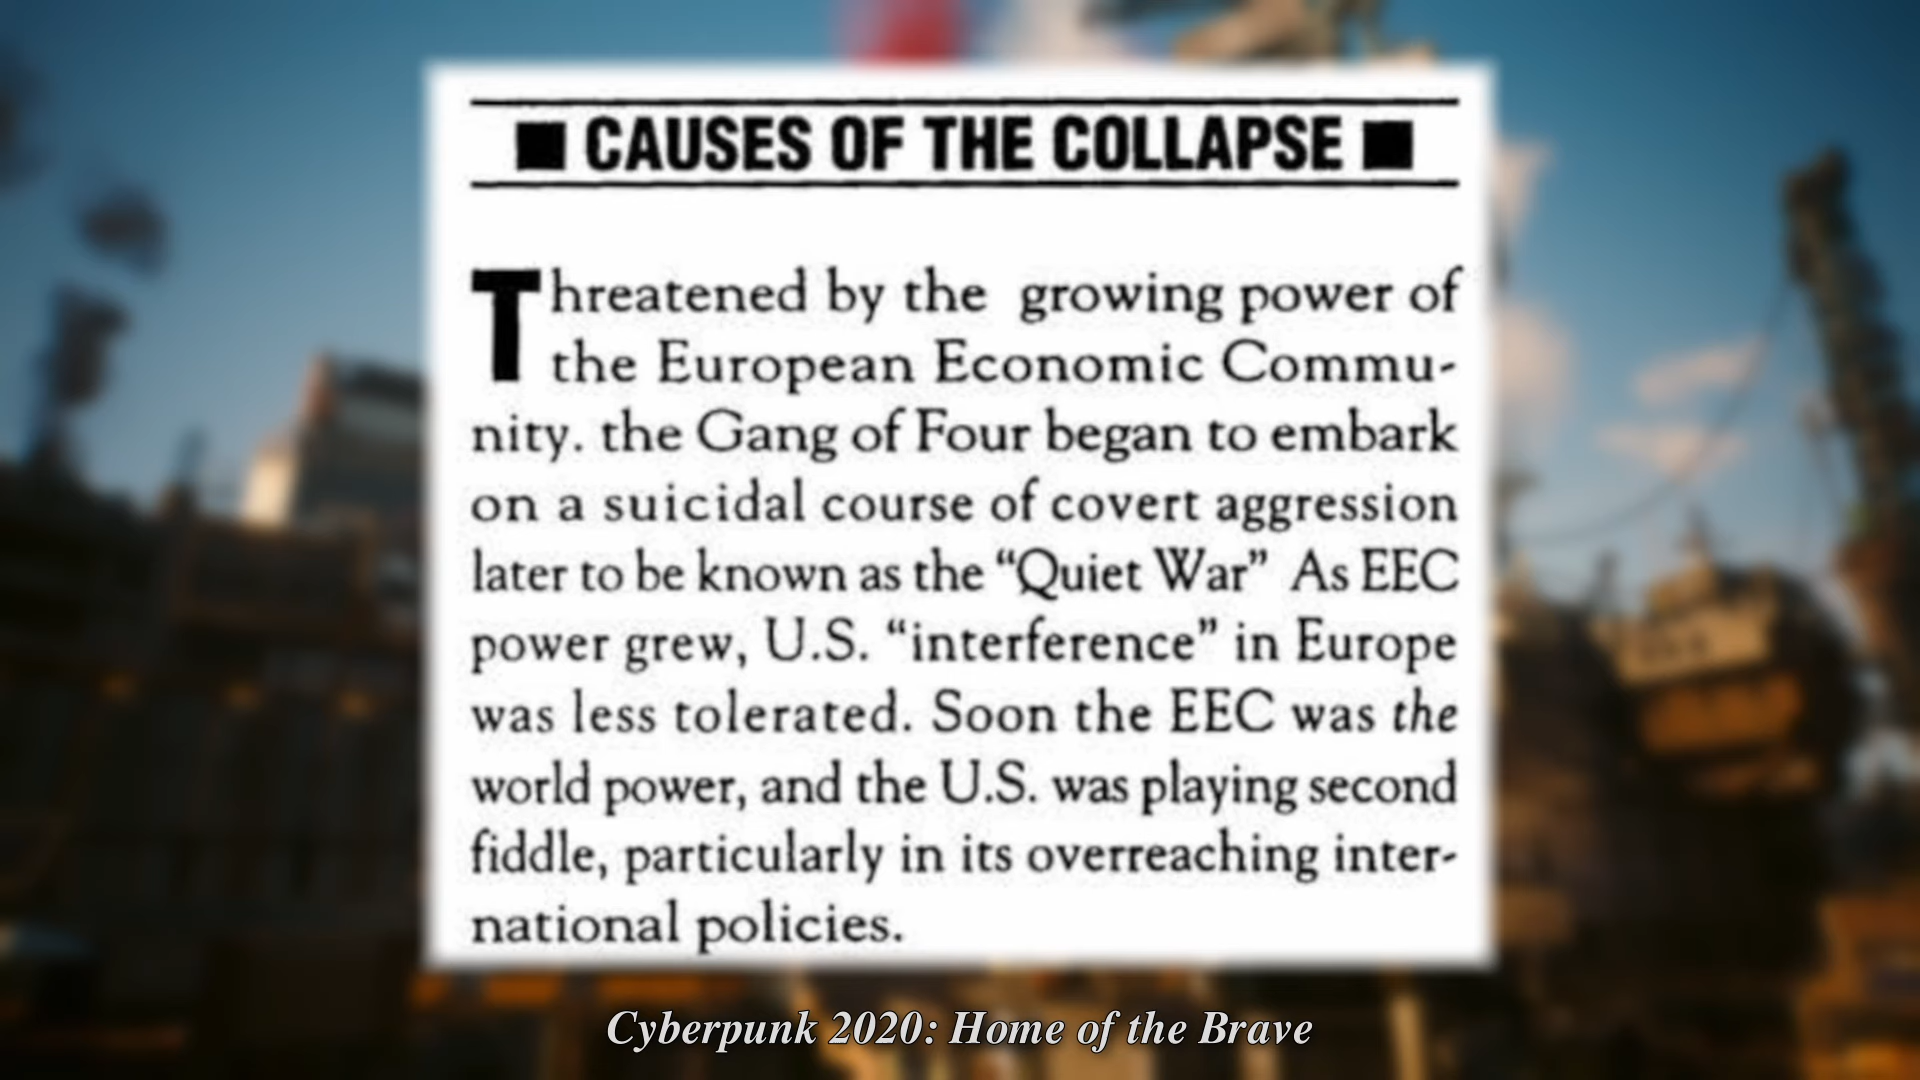 ■ CAUSES OF THE COLLAPSE ■
Threatened by the growing power of
the European Economic Commu-
nity. the Gang of Four began to embark
on a suicidal course of covert aggression
later to be known as the “Quiet War” As EEC
power grew, U.S. “interference” in Europe
was less tolerated. Soon the EEC was the
world power, and the U.S. was playing second
fiddle, particularly in its overreaching inter-
national policies.
Cyberpunk 2020: Home of the Brave